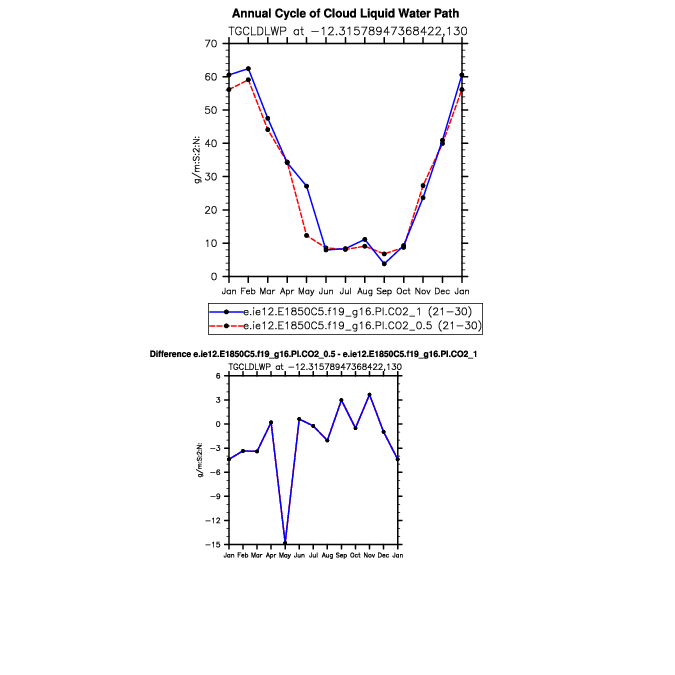 Annual Cycle of Cloud Liquid Water Path
TGCLDLWP at −12.31578947368422,130
70
60
50
40
30
20
10
0
g/m:S:2:N:
Jan Feb Mar Apr May Jun Jul Aug Sep Oct Nov Dec Jan
e.ie12.E1850C5.f19_g16.PI.CO2_1 (21−30)
e.ie12.E1850C5.f19_g16.PI.CO2_0.5 (21−30)
Difference e.ie12.E1850C5.f19_g16.PI.CO2_0.5 - e.ie12.E1850C5.f19_g16.PI.CO2_1
TGCLDLWP at −12.31578947368422,130
6
3
0
−3
−6
−9
−12
−15
g/m:S:2:N:
Jan Feb Mar Apr May Jun Jul Aug Sep Oct Nov Dec Jan